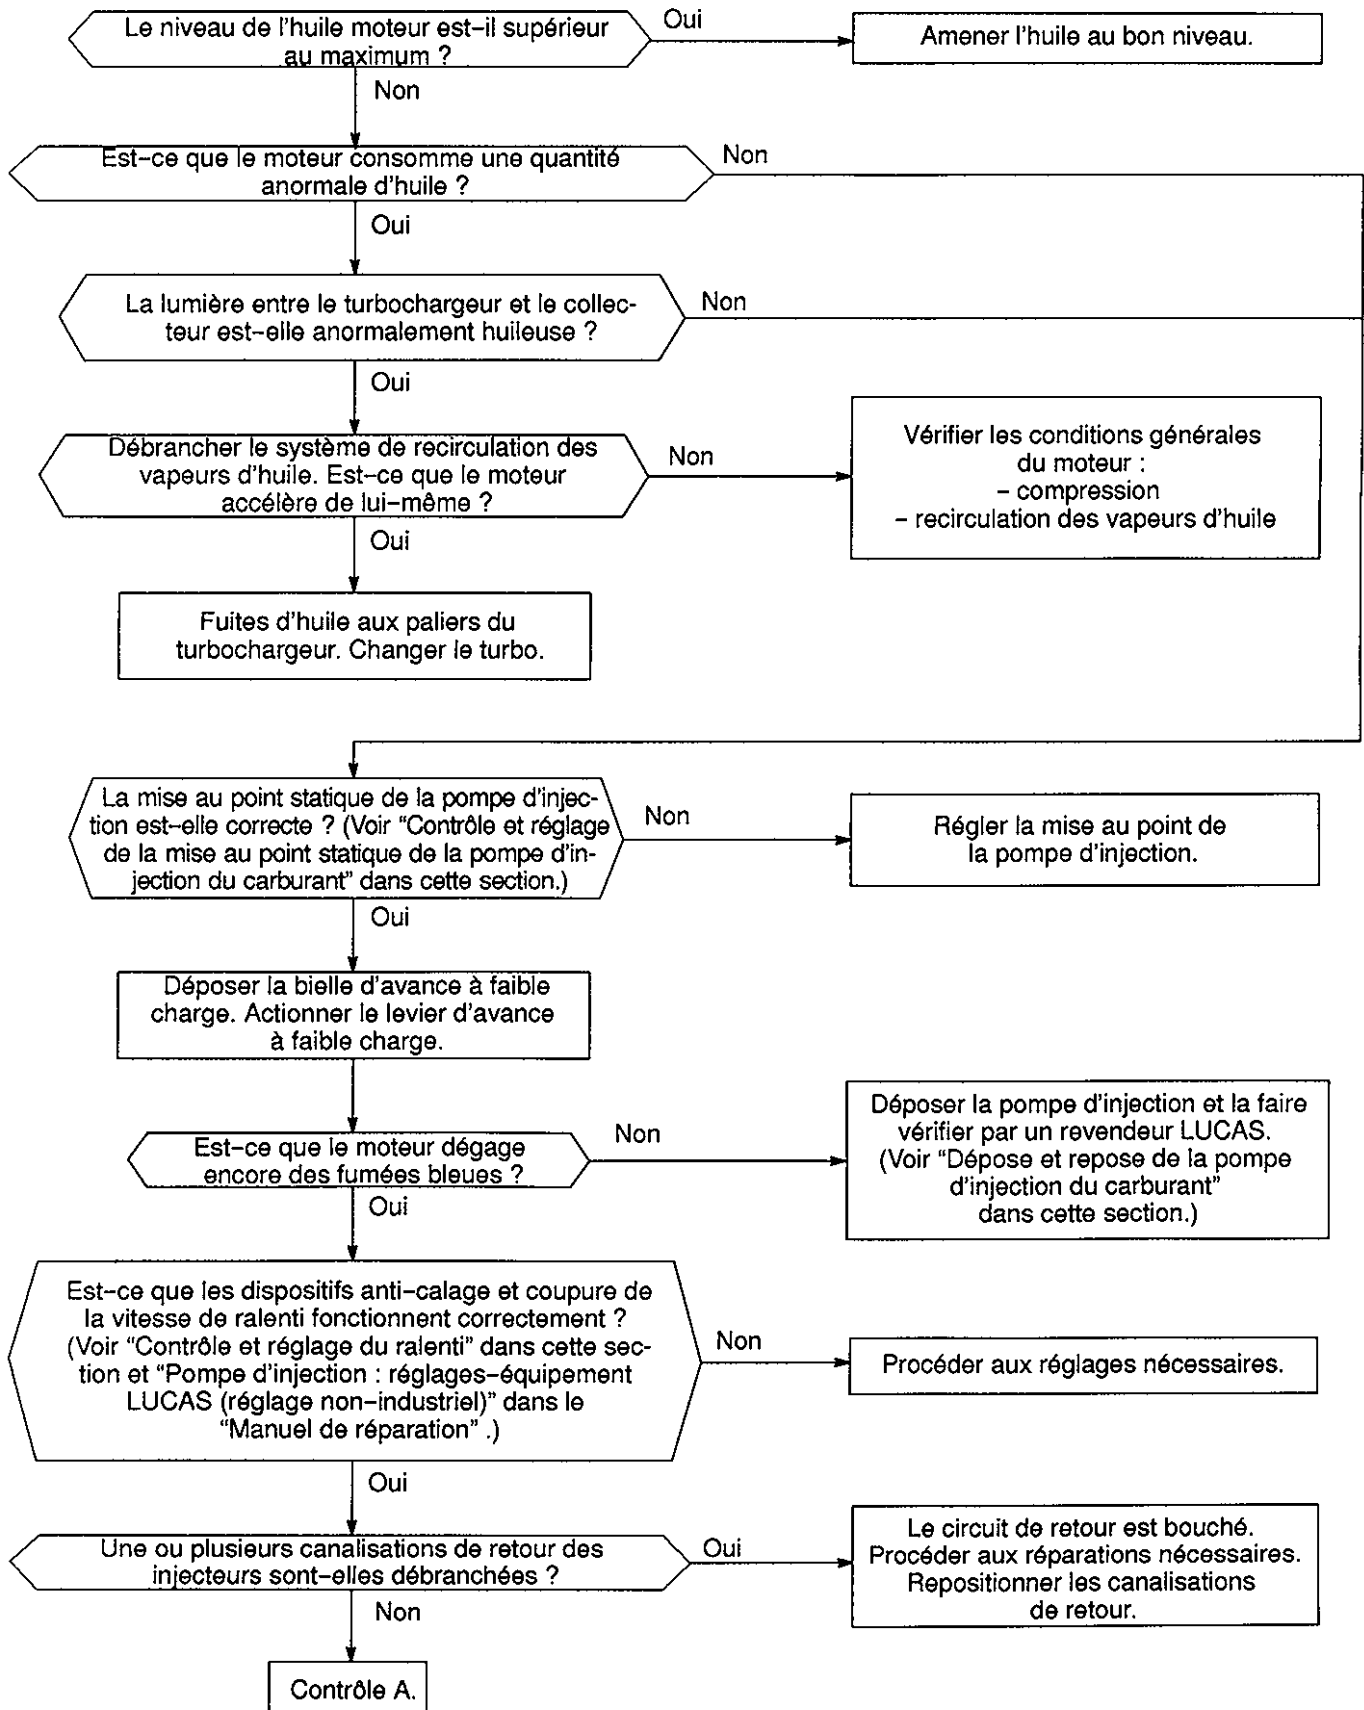 Le niveau de l'huile moteur est-il supérieur
au maximum ?
Oui
Amener l'huile au bon niveau.
Non
Est-ce que le moteur consomme une quantité
anormale d'huile ?
Non
Oui
La lumière entre le turbochargeur et le collec-
teur est-elle anormalement huileuse ?
Non
Oui
Débrancher le système de recirculation des
vapeurs d'huile. Est-ce que le moteur
accélère de lui-même ?
Non
Vérifier les conditions générales
du moteur :
- compression
- recirculation des vapeurs d'huile
Oui
Fuites d'huile aux paliers du
turbochargeur. Changer le turbo.
La mise au point statique de la pompe d'injec-
tion est-elle correcte ? (Voir “Contrôle et réglage
de la mise au point statique de la pompe d'in-
jection du carburant” dans cette section.)
Non
Régler la mise au point de
la pompe d'injection.
Oui
Déposer la bielle d'avance à faible
charge. Actionner le levier d'avance
à faible charge.
Est-ce que le moteur dégage
encore des fumées bleues ?
Non
Déposer la pompe d'injection et la faire
vérifier par un revendeur LUCAS.
(Voir “Dépose et repose de la pompe
d'injection du carburant”
dans cette section.)
Oui
Est-ce que les dispositifs anti-calage et coupure de
la vitesse de ralenti fonctionnent correctement ?
(Voir “Contrôle et réglage du ralenti” dans cette sec-
tion et “Pompe d'injection : réglages-équipement
LUCAS (réglage non-industriel)” dans le
“Manuel de réparation” .)
Non
Procéder aux réglages nécessaires.
Oui
Une ou plusieurs canalisations de retour des
injecteurs sont-elles débranchées ?
Oui
Le circuit de retour est bouché.
Procéder aux réparations nécessaires.
Repositionner les canalisations
de retour.
Non
Contrôle A.